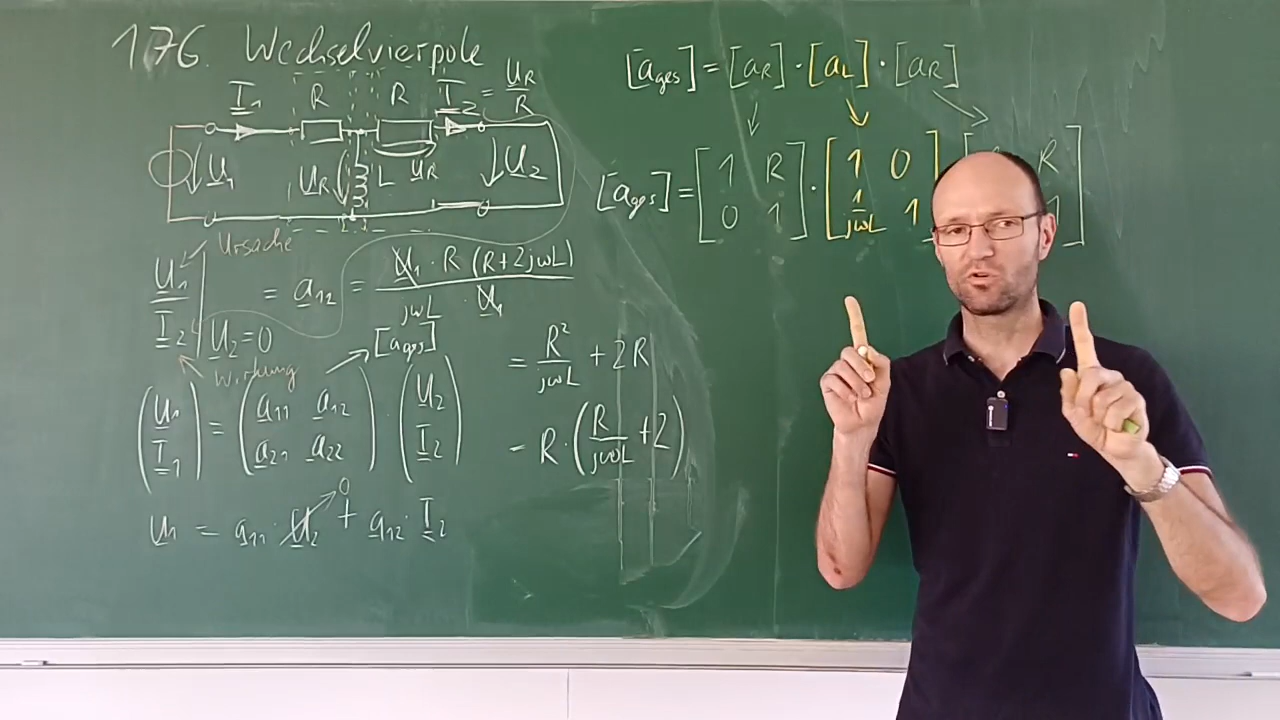 176. Wechselvierpole
I1 R R I2 = UR/R
U1 UR L UR U2
Ursache
U1/I2 | U2=0 = a12 = U1 · R (R+2jωL) / jωL · U1
Wirkung
[ages]
= R²/jωL + 2R
(U1 I1) = (a11 a12 a21 a22) · (U2 I2)
= R · (R/jωL + 2)
U1 = a11 · U2 → 0 + a12 · I2
[ages] = [aR] · [aL] · [aR]
[ages] = [1 R 0 1] · [1 0 1/jωL 1] [ R 1]